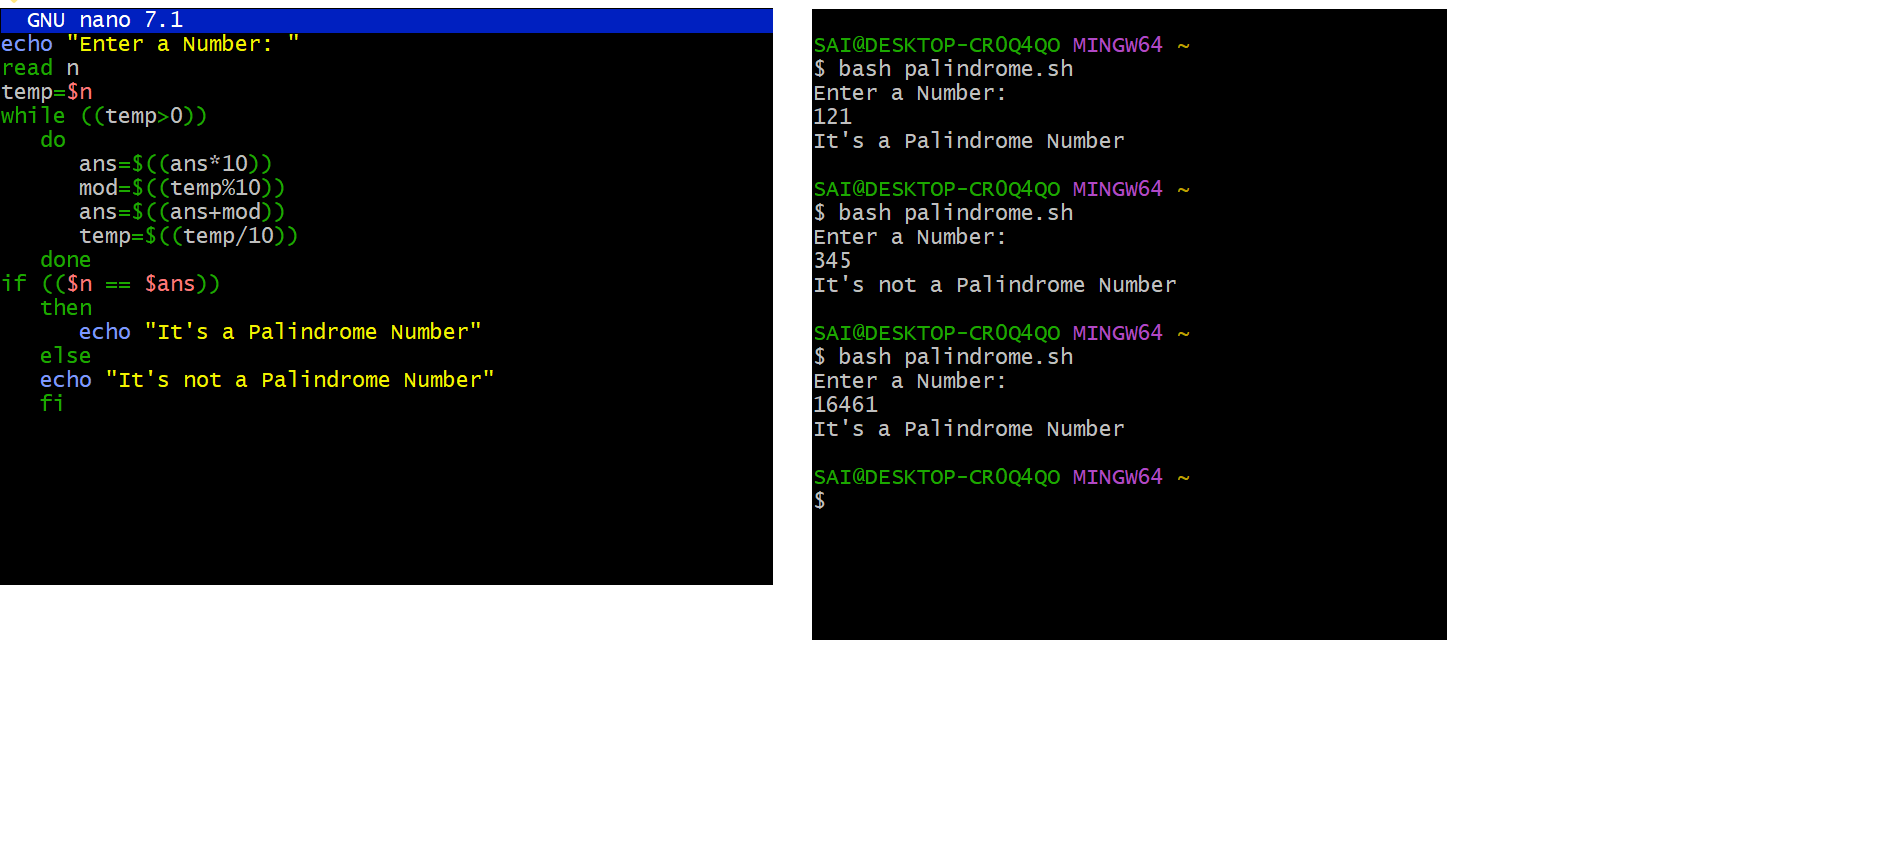 GNU nano 7.1
echo "Enter a Number: "
read n
temp=$n
while ((temp>0))
do
ans=$((ans*10))
mod=$((temp%10))
ans=$((ans+mod))
temp=$((temp/10))
done
if (($n == $ans))
then
echo "It's a Palindrome Number"
else
echo "It's not a Palindrome Number"
fi
SAI@DESKTOP-CR0Q4QO MINGW64 ~
$ bash palindrome.sh
Enter a Number:
121
It's a Palindrome Number
SAI@DESKTOP-CR0Q4QO MINGW64 ~
$ bash palindrome.sh
Enter a Number:
345
It's not a Palindrome Number
SAI@DESKTOP-CR0Q4QO MINGW64 ~
$ bash palindrome.sh
Enter a Number:
16461
It's a Palindrome Number
SAI@DESKTOP-CR0Q4QO MINGW64 ~
$